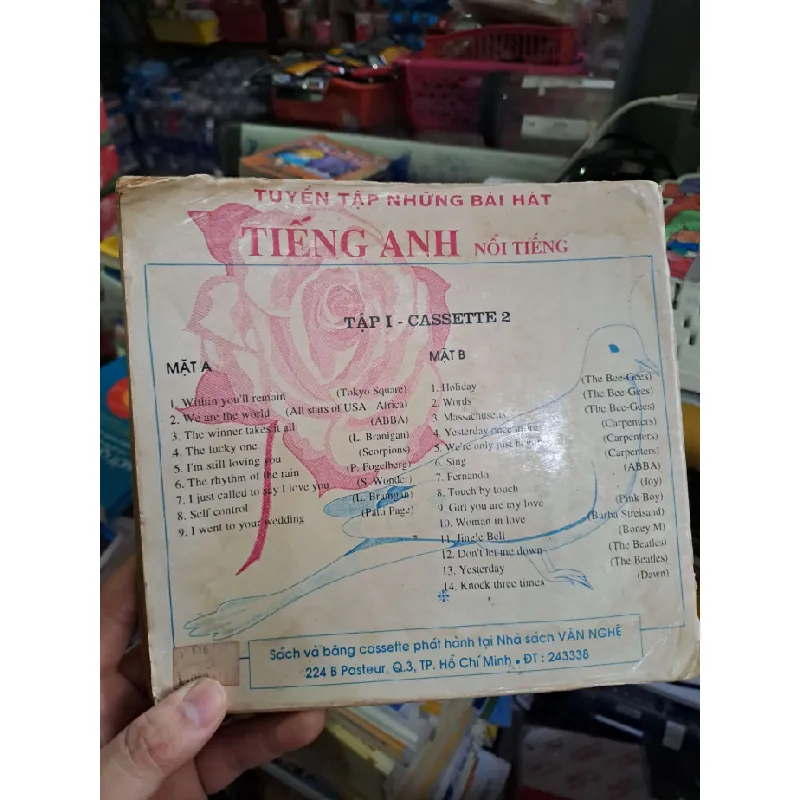 TUYỂN TẬP NHỮNG BÀI HÁT
TIẾNG ANH NỔI TIẾNG
TẬP I - CASSETTE 2
MẶT A
1. Within you'll remain (Tokyo Square)
2. We are the world (All stars of USA Africa)
3. The winner takes it all (ABBA)
4. The lucky one (L. Branigan)
5. I'm still loving you (Scorpions)
6. The rhythm of the rain (P. Fogelberg)
7. I just called to say I love you (S. Wonder)
8. Self control (L. Branigan)
9. I went to your wedding (Patti Page)
MẶT B
1. Holiday (The Bee-Gees)
2. Words (The Bee-Gees)
3. Massachusets (The Bee-Gees)
4. Yesterday once more (Carpenters)
5. We're only just began (Carpenters)
6. Sing (Carpenters)
7. Fernando (ABBA)
8. Touch by touch (Joy)
9. Girl you are my love (Pink Boy)
10. Woman in love (Barba Streisand)
11. Jingle Bell (Boney M)
12. Don't let me down (The Beatles)
13. Yesterday (The Beatles)
14. Knock three times (Dawn)
Sách và băng cassette phát hành tại Nhà sách VĂN NGHỆ
224 B Pasteur, Q.3, TP. Hồ Chí Minh • ĐT : 243338